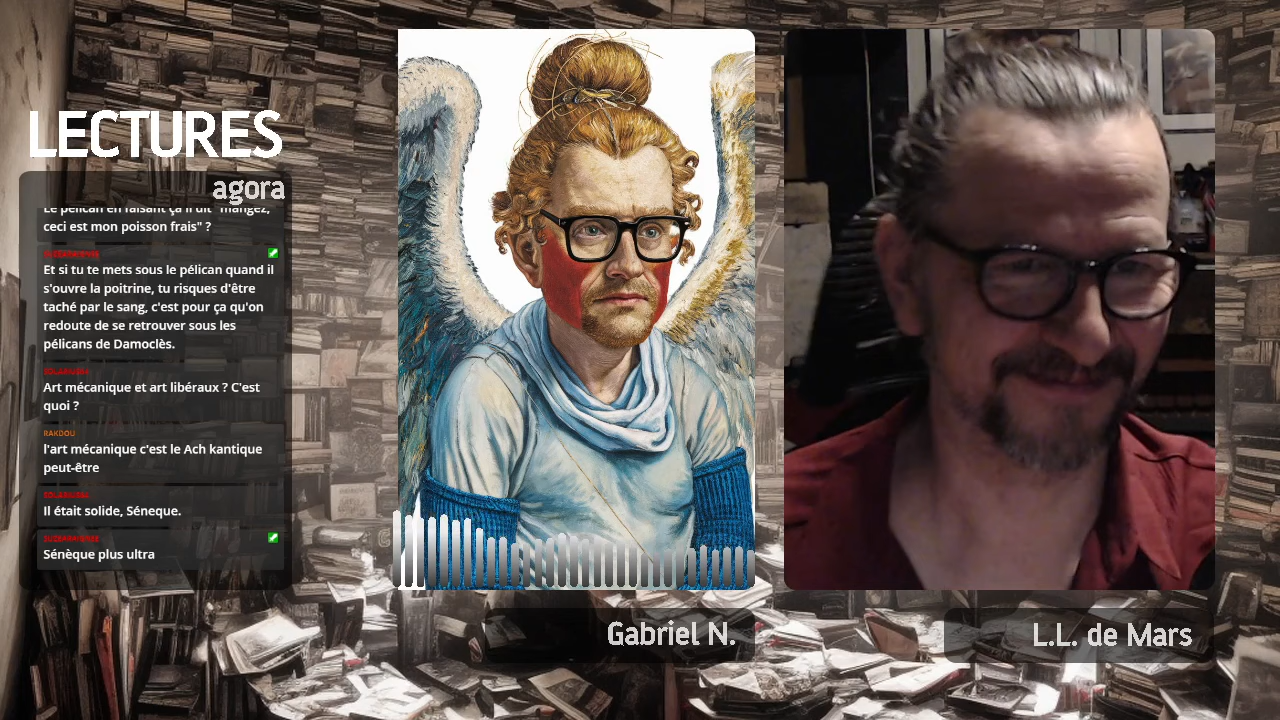 LECTURES
agora
ceci est mon poisson frais" ?
Et si tu te mets sous le pélican quand il
s'ouvre la poitrine, tu risques d'être
taché par le sang, c'est pour ça qu'on
redoute de se retrouver sous les
pélicans de Damoclès.
Art mécanique et art libéraux ? C'est
quoi ?
RAKDOU
l'art mécanique c'est le Ach kantique
peut-être
Il était solide, Séneque.
Sénèque plus ultra
Gabriel N.
L.L. de Mars